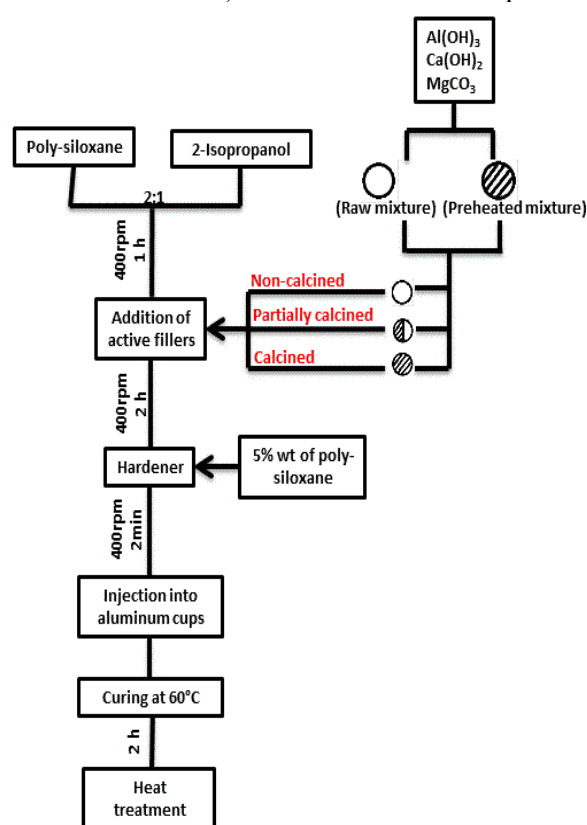 Al(OH)3
Ca(OH)2
MgCO3
Poly-siloxane
2-Isopropanol
2:1
(Raw mixture)
(Preheated mixture)
400rpm
1 h
Non-calcined
Partially calcined
Calcined
Addition of
active fillers
400rpm
2 h
Hardener
5% wt of poly-
siloxane
400rpm
2min
Injection into
aluminum cups
Curing at 60°C
2 h
Heat
treatment